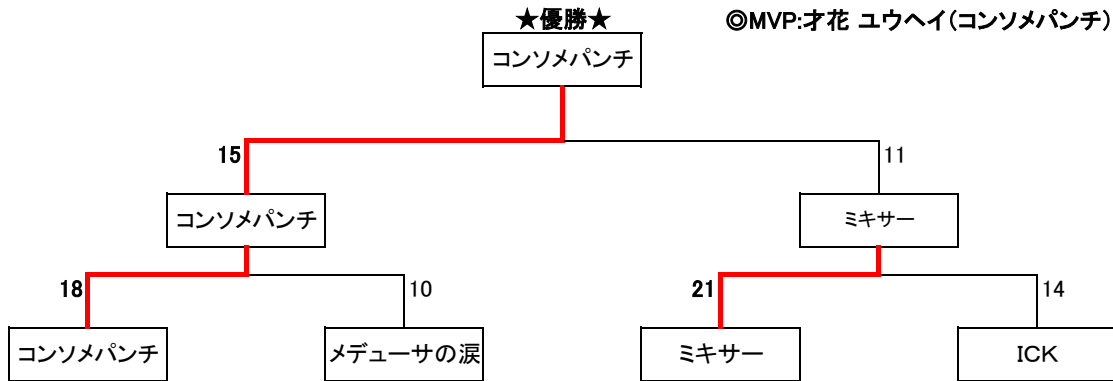 ★優勝★
◎MVP:才花 ユウヘイ(コンソメパンチ)
コンソメパンチ
15
11
コンソメパンチ
ミキサー
18
10
21
14
コンソメパンチ
メデューサの涙
ミキサー
ICK